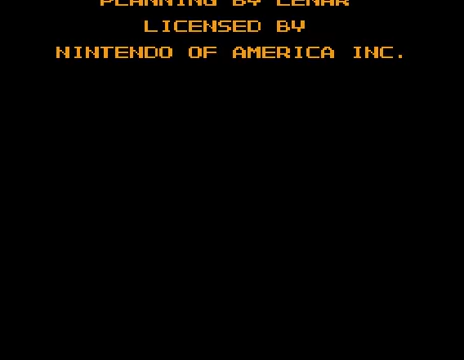 PLANNING BY LENAR
LICENSED BY
NINTENDO OF AMERICA INC.